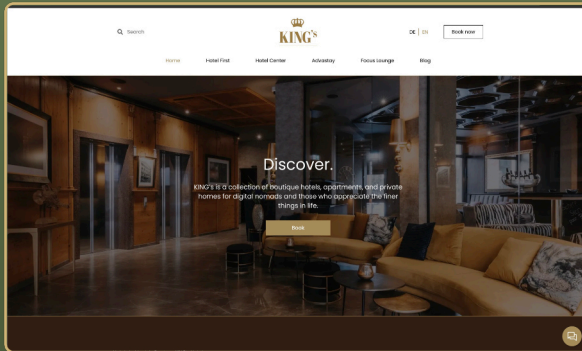 Search
KING's
DE | EN
Book now
Home
Hotel First
Hotel Center
Advastay
Focus Lounge
Blog
Discover.
KING's is a collection of boutique hotels, apartments, and private
homes for digital nomads and those who appreciate the finer
things in life.
Book